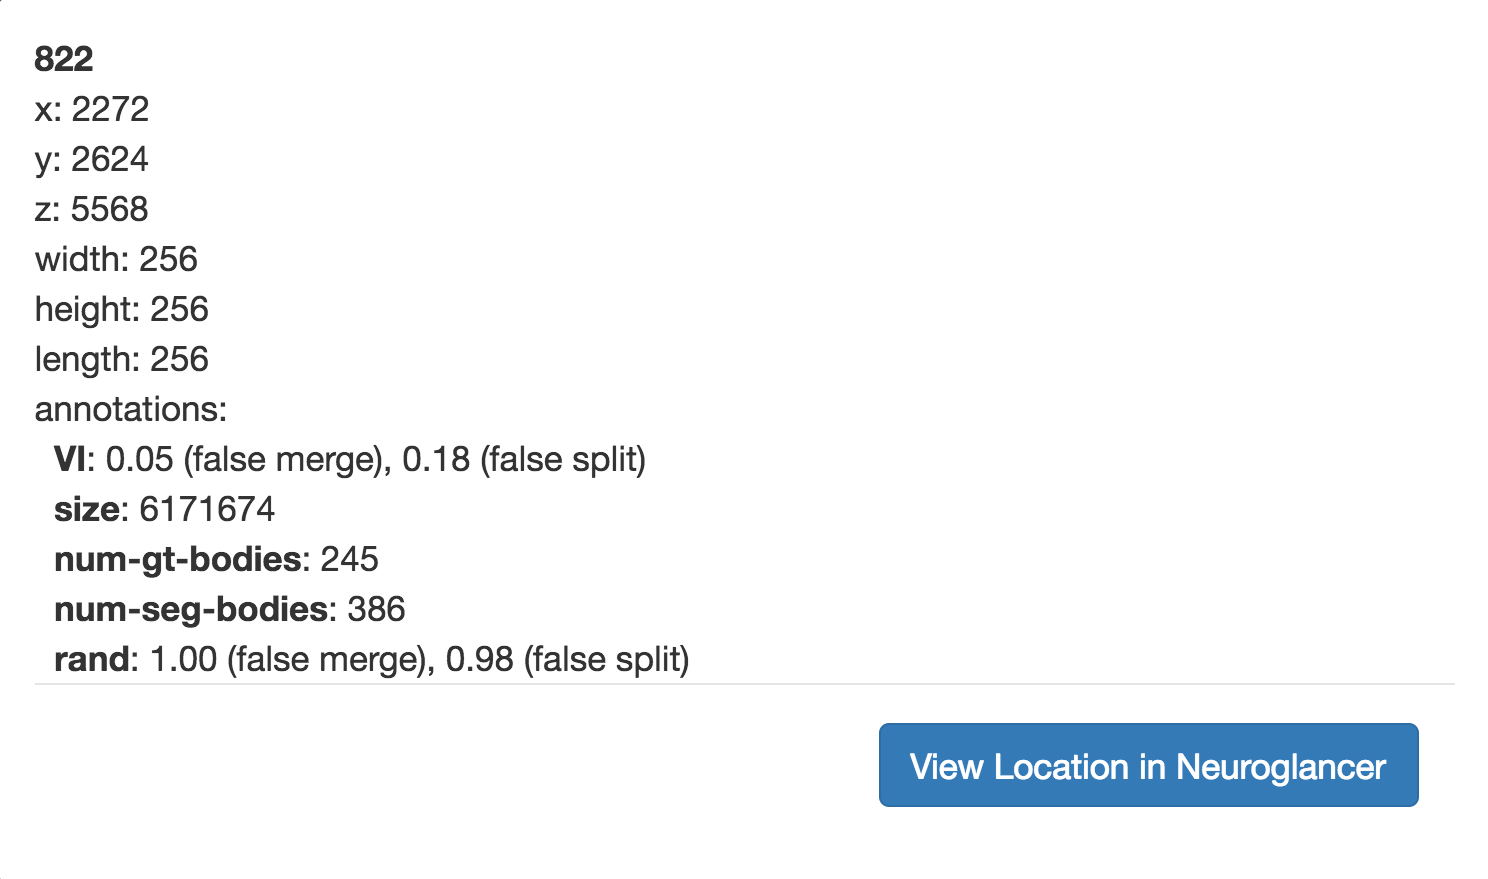 822
x: 2272
y: 2624
z: 5568
width: 256
height: 256
length: 256
annotations:
VI: 0.05 (false merge), 0.18 (false split)
size: 6171674
num-gt-bodies: 245
num-seg-bodies: 386
rand: 1.00 (false merge), 0.98 (false split)
View Location in Neuroglancer